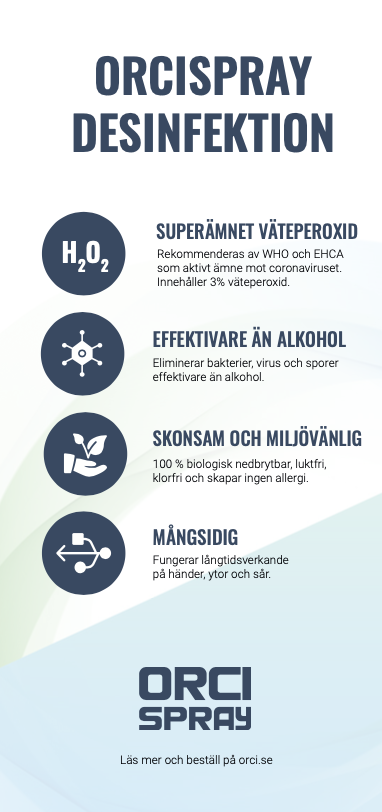 ORCISPRAY
DESINFEKTION
H2O2
SUPERÄMNET VÄTEPEROXID
Rekommenderas av WHO och EHCA
som aktivt ämne mot coronaviruset.
Innehåller 3% väteperoxid.
EFFEKTIVARE ÄN ALKOHOL
Eliminerar bakterier, virus och sporer
effektivare än alkohol.
SKONSAM OCH MILJÖVÄNLIG
100 % biologisk nedbrytbar, luktfri,
klorfri och skapar ingen allergi.
MÅNGSIDIG
Fungerar långtidsverkande
på händer, ytor och sår.
ORCI
SPRAY
Läs mer och beställ på orci.se